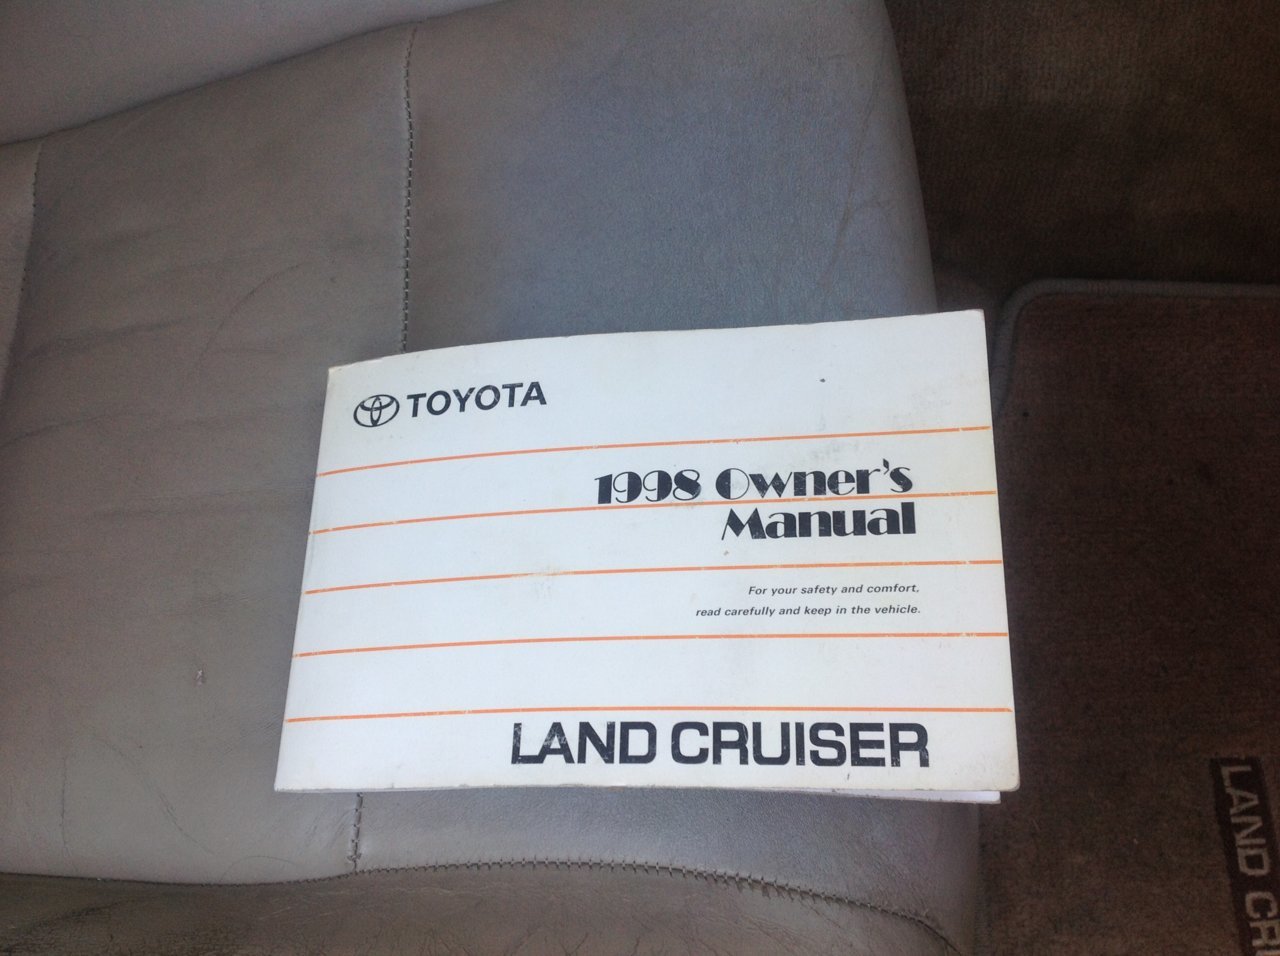 TOYOTA
1998 Owner's
Manual
For your safety and comfort,
read carefully and keep in the vehicle.
LAND CRUISER
LAND CR